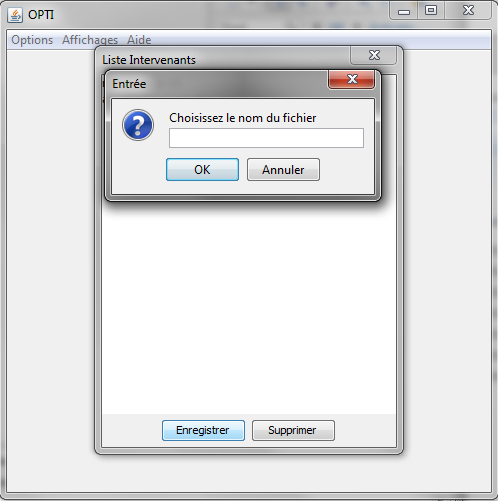 OPTI
Options Affichages Aide
Liste Intervenants
Entrée
?
Choisissez le nom du fichier
OK Annuler
Enregistrer Supprimer